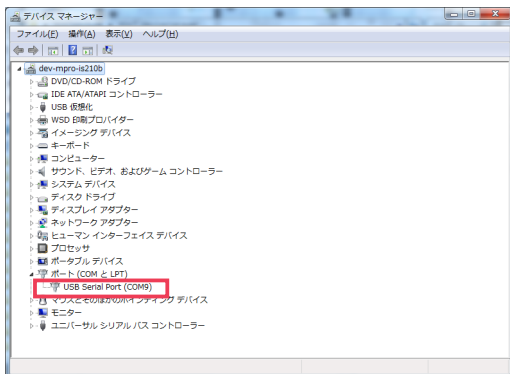 デバイス マネージャー
ファイル(F) 操作(A) 表示(V) ヘルプ(H)
dev-mpro-is210b
DVD/CD-ROM ドライブ
IDE ATA/ATAPI コントローラー
USB 仮想化
WSD 印刷プロバイダー
イメージング デバイス
キーボード
コンピューター
サウンド、ビデオ、およびゲーム コントローラー
システム デバイス
ディスク ドライブ
ディスプレイ アダプター
ネットワーク アダプター
ヒューマン インターフェイス デバイス
プロセッサ
ポータブル デバイス
ポート (COM と LPT)
USB Serial Port (COM9)
マウスとそのほかのポインティング デバイス
モニター
ユニバーサル シリアル バス コントローラー